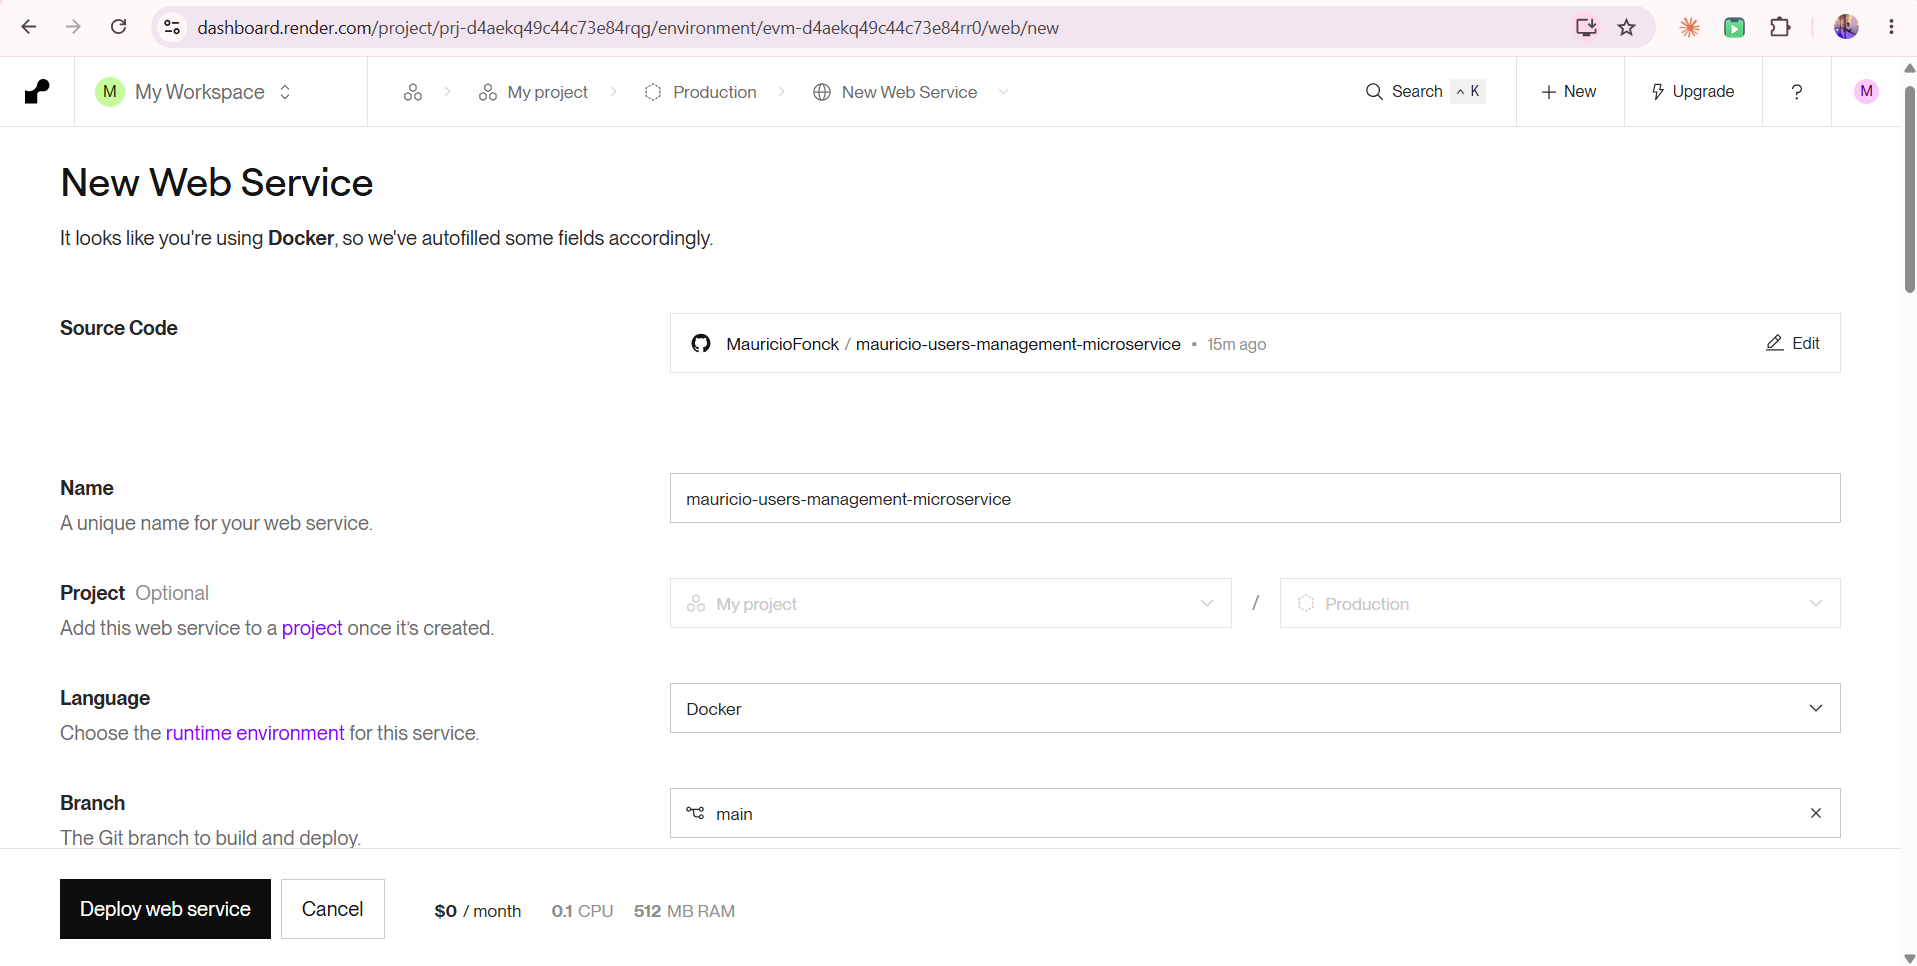 dashboard.render.com/project/prj-d4aekq49c44c73e84rqg/environment/evm-d4aekq49c44c73e84rr0/web/new
M My Workspace My project Production New Web Service Search ^ K + New Upgrade ? M
New Web Service
It looks like you're using Docker, so we've autofilled some fields accordingly.
Source Code
MauricioFonck / mauricio-users-management-microservice • 15m ago Edit
Name
A unique name for your web service.
mauricio-users-management-microservice
Project Optional
Add this web service to a project once it's created.
My project / Production
Language
Choose the runtime environment for this service.
Docker
Branch
The Git branch to build and deploy.
main
Deploy web service Cancel $0 / month 0.1 CPU 512 MB RAM